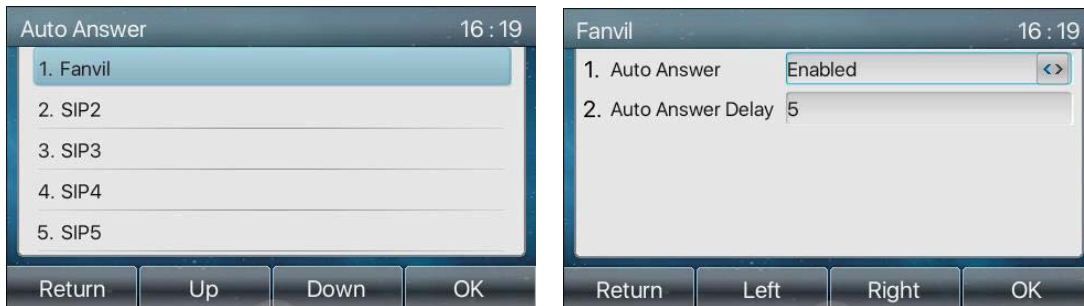 Auto Answer 16 : 19
1. Fanvil
2. SIP2
3. SIP3
4. SIP4
5. SIP5
Return Up Down OK
Fanvil 16 : 19
1. Auto Answer Enabled <>
2. Auto Answer Delay 5
Return Left Right OK